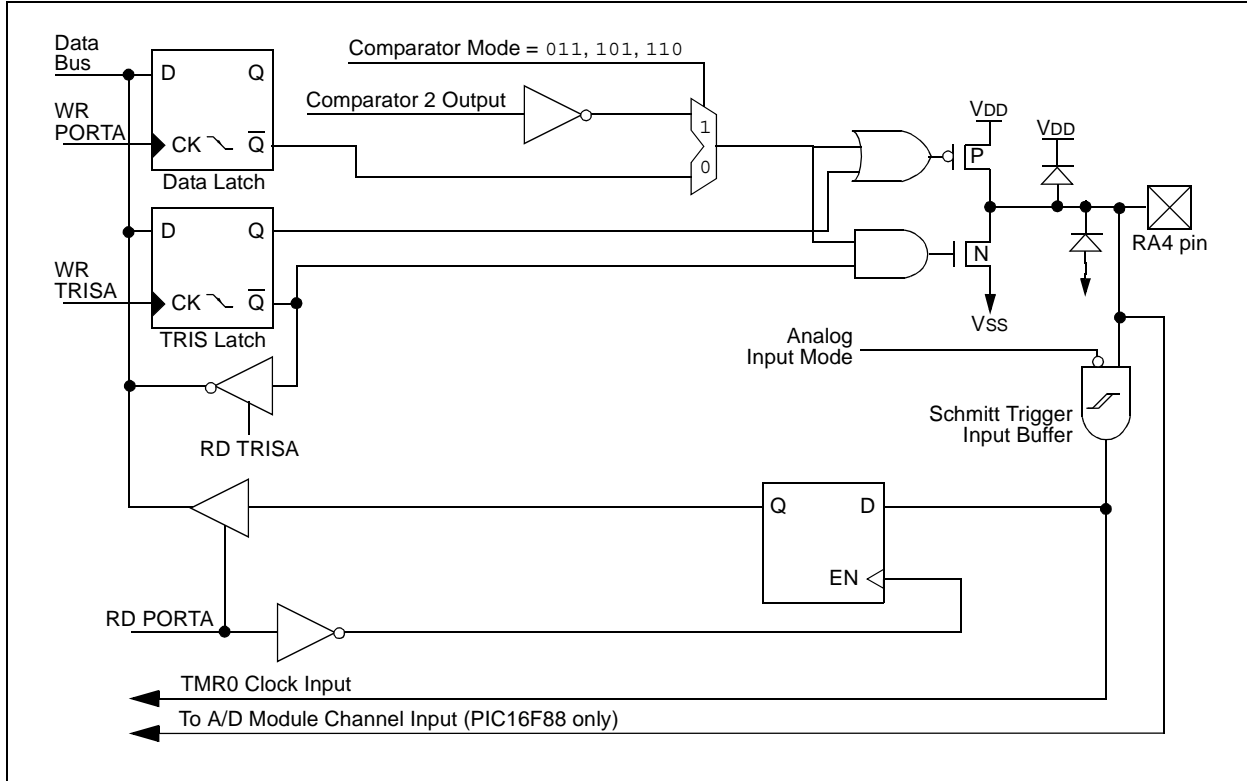 Data
Bus
D
Q
WR
PORTA
CK
Q
Data Latch
Comparator Mode = 011, 101, 110
Comparator 2 Output
1
0
VDD
P
VDD
RA4 pin
N
VSS
D
Q
WR
TRISA
CK
Q
TRIS Latch
RD TRISA
Analog
Input Mode
Schmitt Trigger
Input Buffer
Q
D
EN
RD PORTA
TMR0 Clock Input
To A/D Module Channel Input (PIC16F88 only)